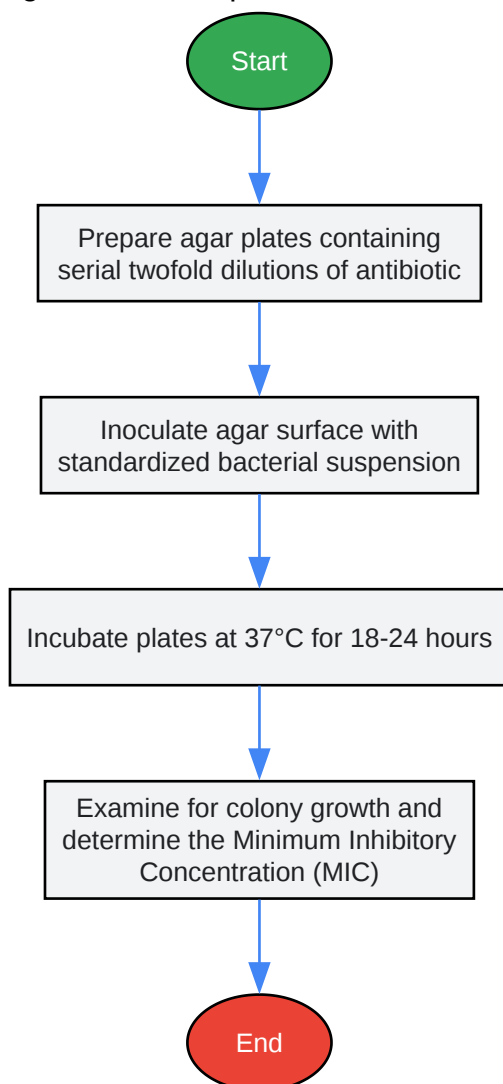 Start
Prepare agar plates containing
serial twofold dilutions of antibiotic
Inoculate agar surface with
standardized bacterial suspension
Incubate plates at 37°C for 18-24 hours
Examine for colony growth and
determine the Minimum Inhibitory
Concentration (MIC)
End